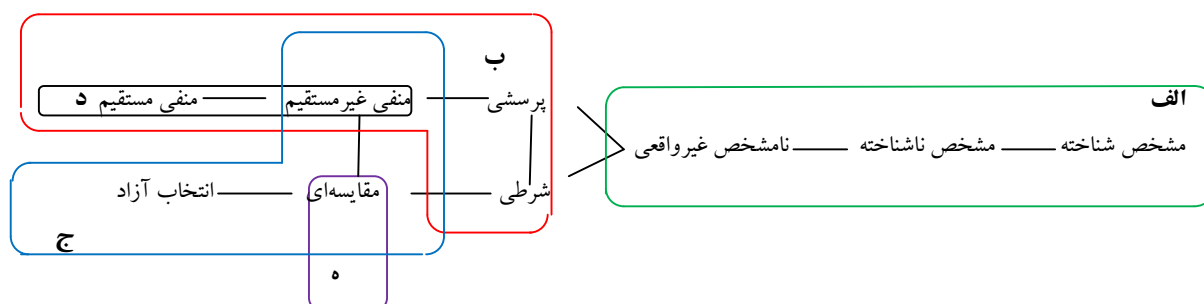 ب
الف
پرسشی منفی غیرمستقیم منفی مستقیم د
مشخص شناخته مشخص ناشناخته نامشخص غیرواقعی
شرطی مقایسه‌ای انتخاب آزاد
ج
ه